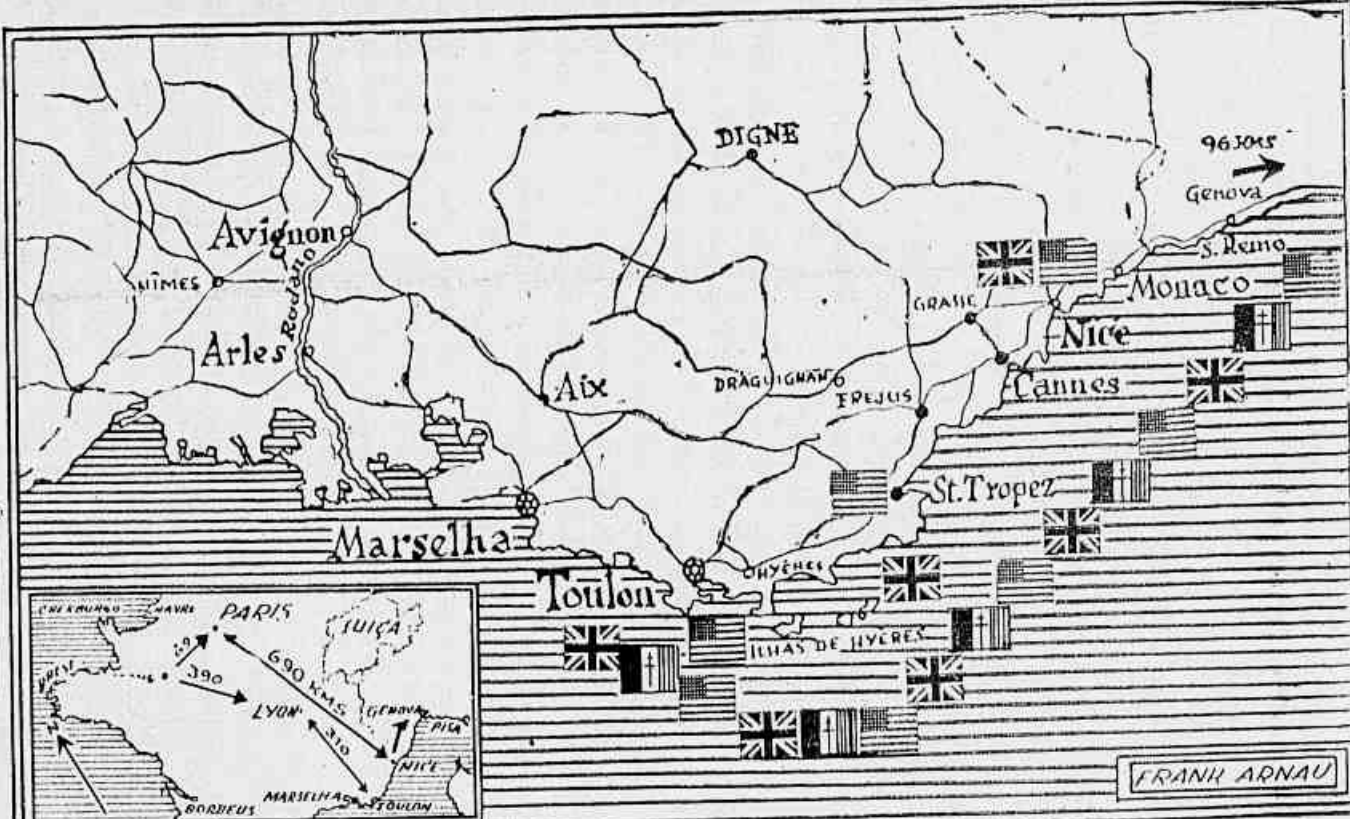 DIGNE
96 KMS
Genova
Avignon
S. Remo
NÎMES
Rodano
Monaco
GRASSE
Nice
Arles
Cannes
Aix
DRAGUIGNAN
FREJUS
St. Tropez
Marselha
HYÈRES
Toulon
ILHAS DE HYÈRES
CHERBURGO
HAVRE
PARIS
SUIÇA
390
690 KMS
LYON
GENOVA
PISA
310
NICE
MARSELHA
TOULON
BORDEUS
FRANK ARNAU